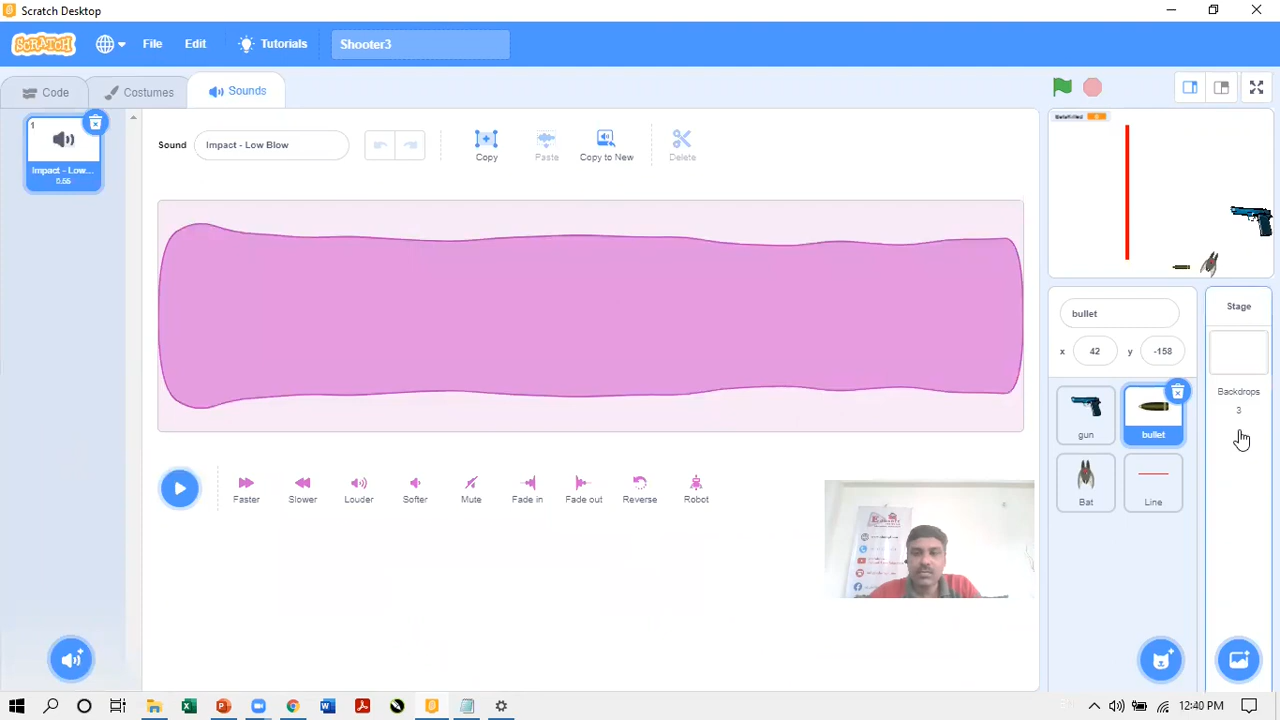 Scratch Desktop
SCRATCH
File
Edit
Tutorials
Shooter3
Code
Costumes
Sounds
1
Impact - Low...
0.55
Sound
Impact - Low Blow
Copy
Paste
Copy to New
Delete
Faster
Slower
Louder
Softer
Mute
Fade in
Fade out
Reverse
Robot
bullet
x
42
y
-158
gun
bullet
Bat
Line
Stage
Backdrops
3
12:40 PM